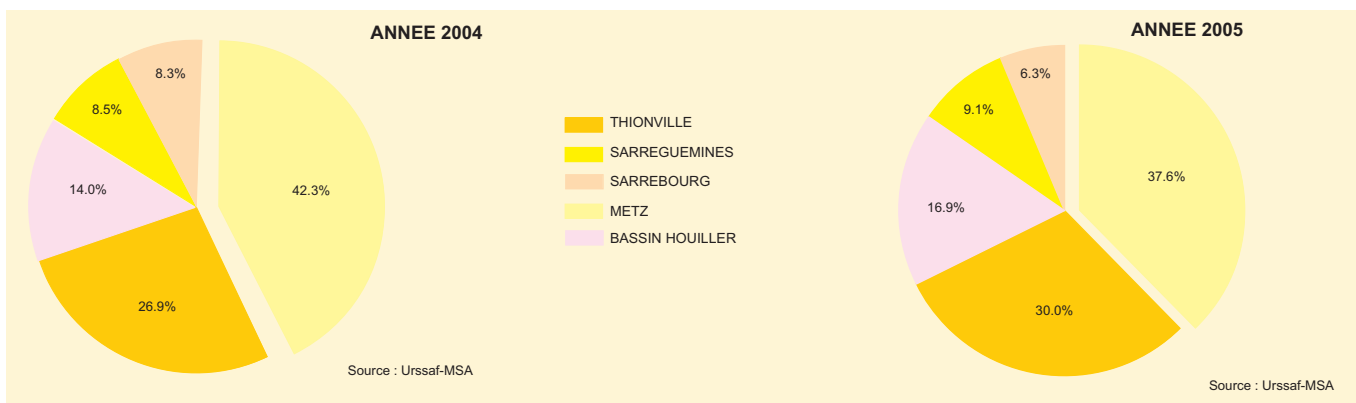 ANNEE 2004
8.3%
8.5%
14.0%
42.3%
26.9%
Source : Urssaf-MSA
THIONVILLE
SARREGUEMINES
SARREBOURG
METZ
BASSIN HOUILLER
ANNEE 2005
6.3%
9.1%
37.6%
16.9%
30.0%
Source : Urssaf-MSA